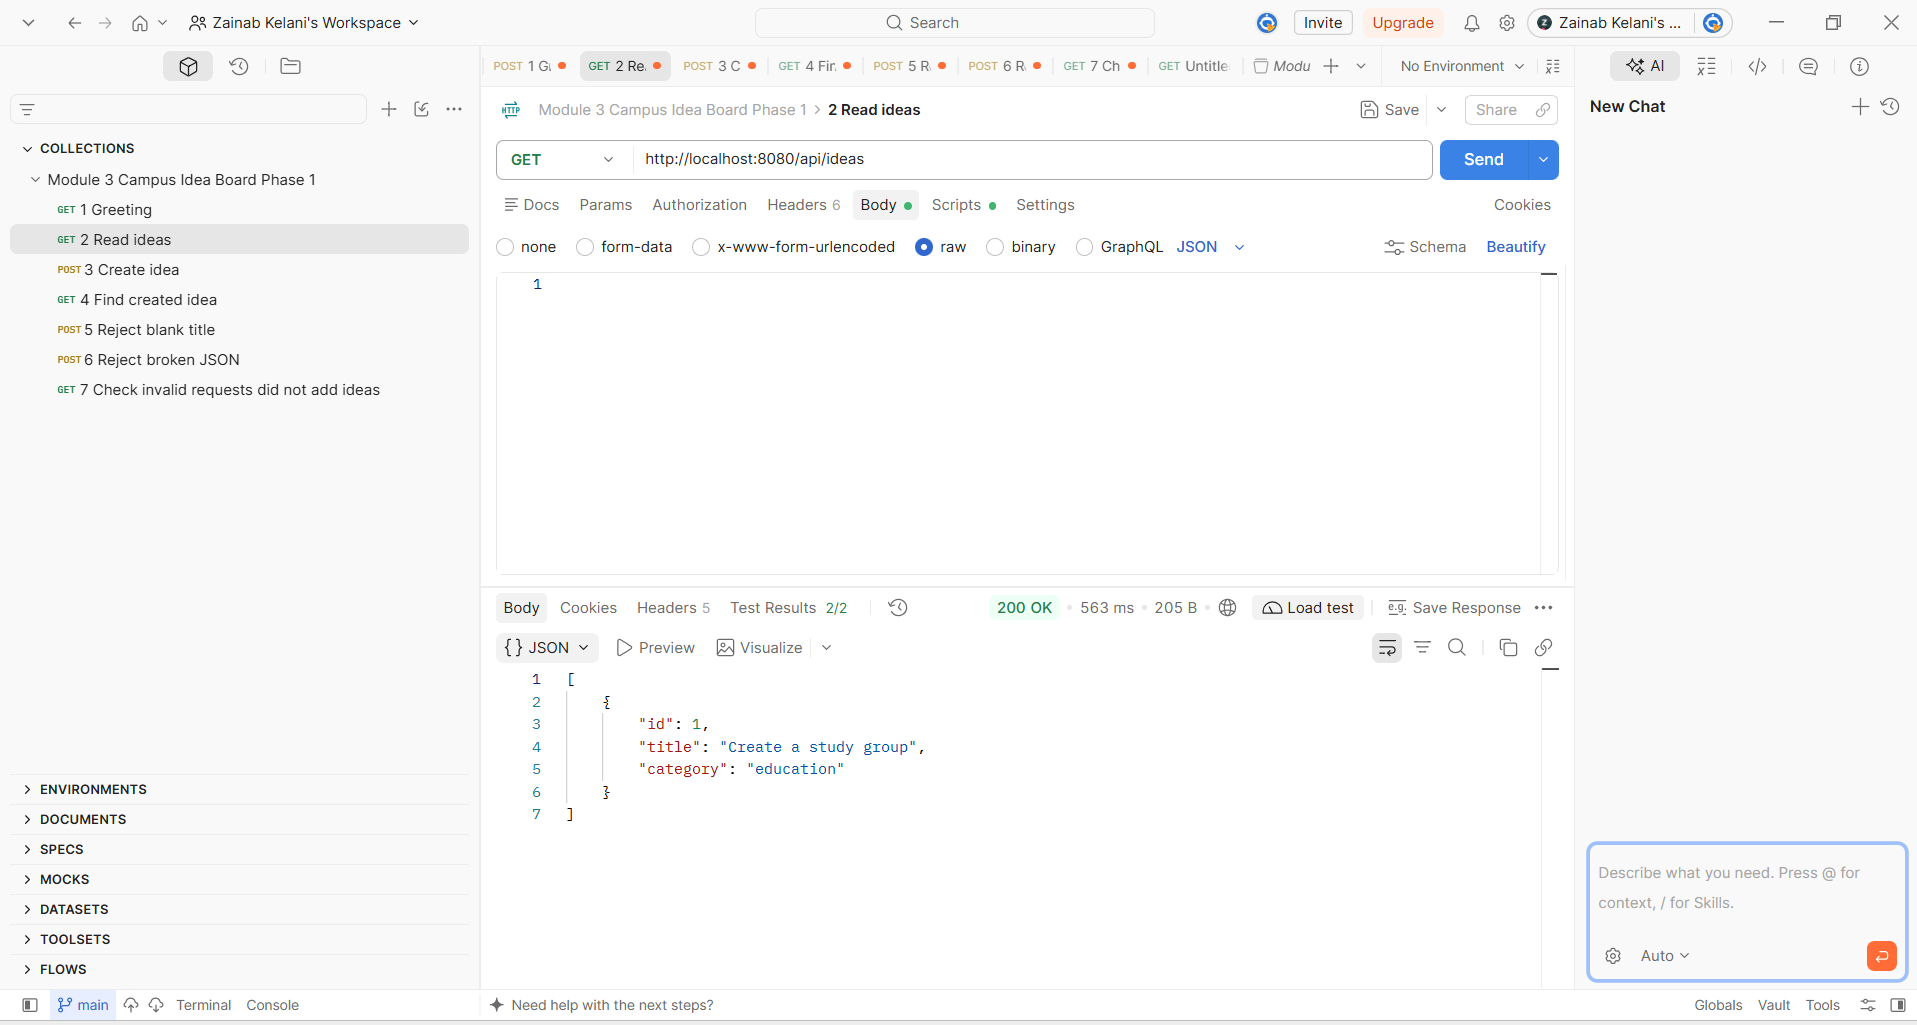 Zainab Kelani's Workspace
Search
Invite
Upgrade
Zainab Kelani's ...
POST 1 G
GET 2 Re
POST 3 C
GET 4 Fin
POST 5 R
POST 6 R
GET 7 Ch
GET Untitle
Modu
No Environment
AI
New Chat
HTTP
Module 3 Campus Idea Board Phase 1 > 2 Read ideas
Save
Share
COLLECTIONS
Module 3 Campus Idea Board Phase 1
GET 1 Greeting
GET 2 Read ideas
POST 3 Create idea
GET 4 Find created idea
POST 5 Reject blank title
POST 6 Reject broken JSON
GET 7 Check invalid requests did not add ideas
GET
http://localhost:8080/api/ideas
Send
Docs
Params
Authorization
Headers 6
Body
Scripts
Settings
Cookies
none
form-data
x-www-form-urlencoded
raw
binary
GraphQL
JSON
Schema
Beautify
1
Body
Cookies
Headers 5
Test Results 2/2
200 OK
563 ms
205 B
Load test
e.g. Save Response
{} JSON
Preview
Visualize
1 [
2 {
3 "id": 1,
4 "title": "Create a study group",
5 "category": "education"
6 }
7 ]
ENVIRONMENTS
DOCUMENTS
SPECS
MOCKS
DATASETS
TOOLSETS
FLOWS
Describe what you need. Press @ for
context, / for Skills.
Auto
main
Terminal
Console
Need help with the next steps?
Globals
Vault
Tools